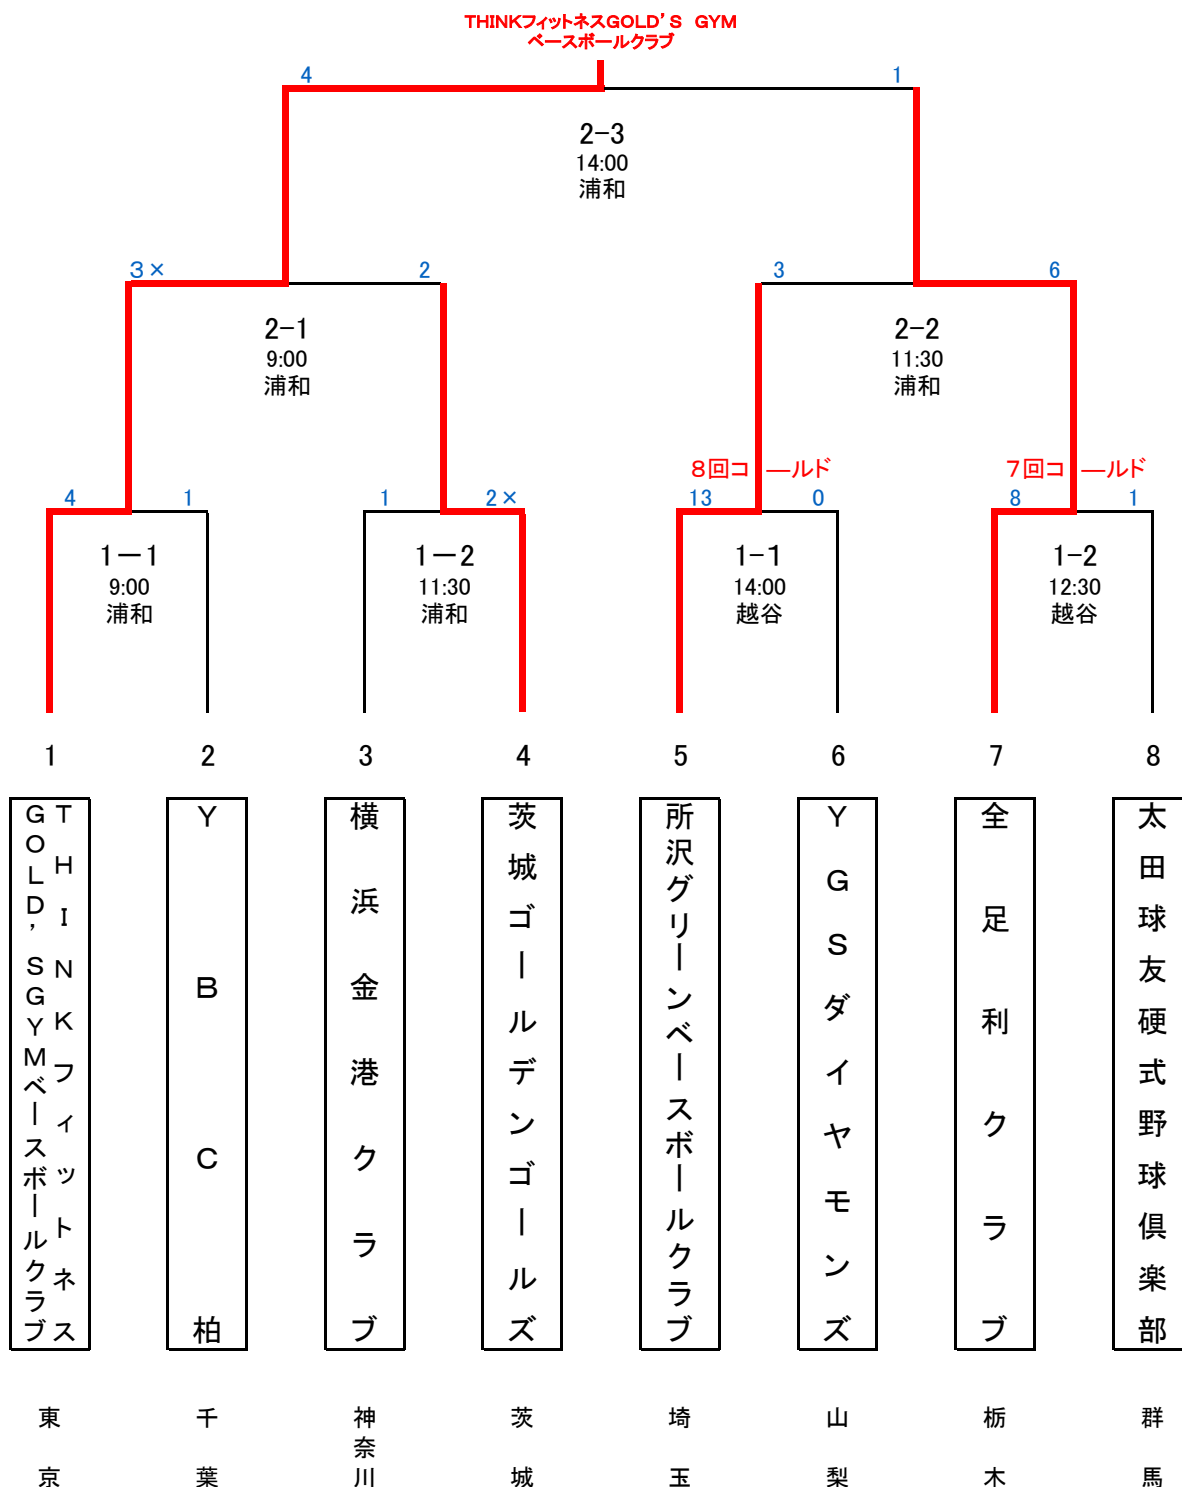 THINKフィットネスGOLD'S GYM
ベースボールクラブ
4
1
2-3
14:00
浦和
3×
2
3
6
2-1
9:00
浦和
2-2
11:30
浦和
8回コールド
7回コールド
4
1
1
2×
13
0
8
1
1ー1
9:00
浦和
1ー2
11:30
浦和
1-1
14:00
越谷
1-2
12:30
越谷
1
2
3
4
5
6
7
8
THINKフィットネス
GOLD'SGYMベースボールクラブ
YBC柏
横浜金港クラブ
茨城ゴールデンゴールズ
所沢グリーンベースボールクラブ
YGSダイヤモンズ
全足利クラブ
太田球友硬式野球倶楽部
東京
千葉
神奈川
茨城
埼玉
山梨
栃木
群馬